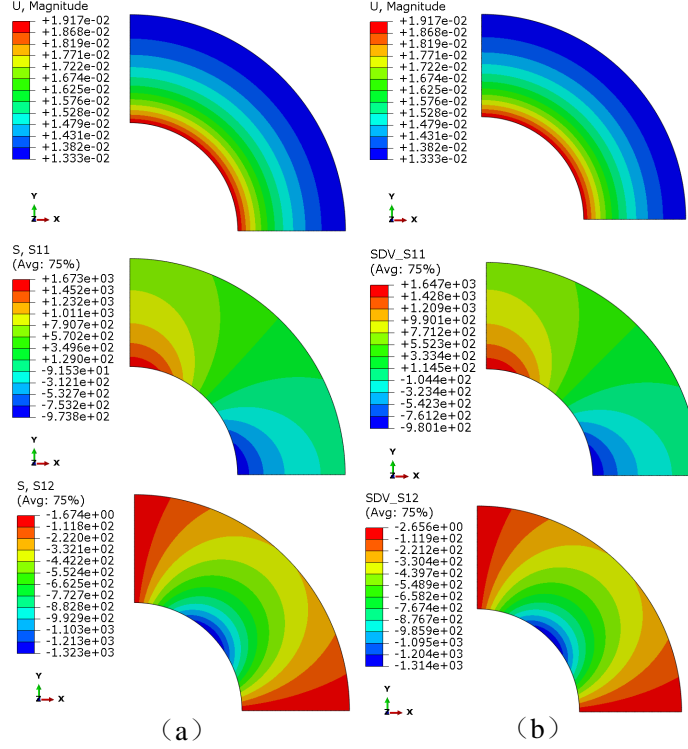 U, Magnitude
+1.917e-02
+1.868e-02
+1.819e-02
+1.771e-02
+1.722e-02
+1.674e-02
+1.625e-02
+1.576e-02
+1.528e-02
+1.479e-02
+1.431e-02
+1.382e-02
+1.333e-02
Y
Z
X
U, Magnitude
+1.917e-02
+1.868e-02
+1.819e-02
+1.771e-02
+1.722e-02
+1.674e-02
+1.625e-02
+1.576e-02
+1.528e-02
+1.479e-02
+1.431e-02
+1.382e-02
+1.333e-02
Y
Z
X
S, S11
(Avg: 75%)
+1.673e+03
+1.452e+03
+1.232e+03
+1.011e+03
+7.907e+02
+5.702e+02
+3.496e+02
+1.290e+02
-9.153e+01
-3.121e+02
-5.327e+02
-7.532e+02
-9.738e+02
Y
Z
X
SDV_S11
(Avg: 75%)
+1.647e+03
+1.428e+03
+1.209e+03
+9.901e+02
+7.712e+02
+5.523e+02
+3.334e+02
+1.145e+02
-1.044e+02
-3.234e+02
-5.423e+02
-7.612e+02
-9.801e+02
Y
Z
X
S, S12
(Avg: 75%)
-1.674e+00
-1.118e+02
-2.220e+02
-3.321e+02
-4.422e+02
-5.524e+02
-6.625e+02
-7.727e+02
-8.828e+02
-9.929e+02
-1.103e+03
-1.213e+03
-1.323e+03
Y
Z
X
SDV_S12
(Avg: 75%)
-2.656e+00
-1.119e+02
-2.212e+02
-3.304e+02
-4.397e+02
-5.489e+02
-6.582e+02
-7.674e+02
-8.767e+02
-9.859e+02
-1.095e+03
-1.204e+03
-1.314e+03
Y
Z
X
（a）
（b）